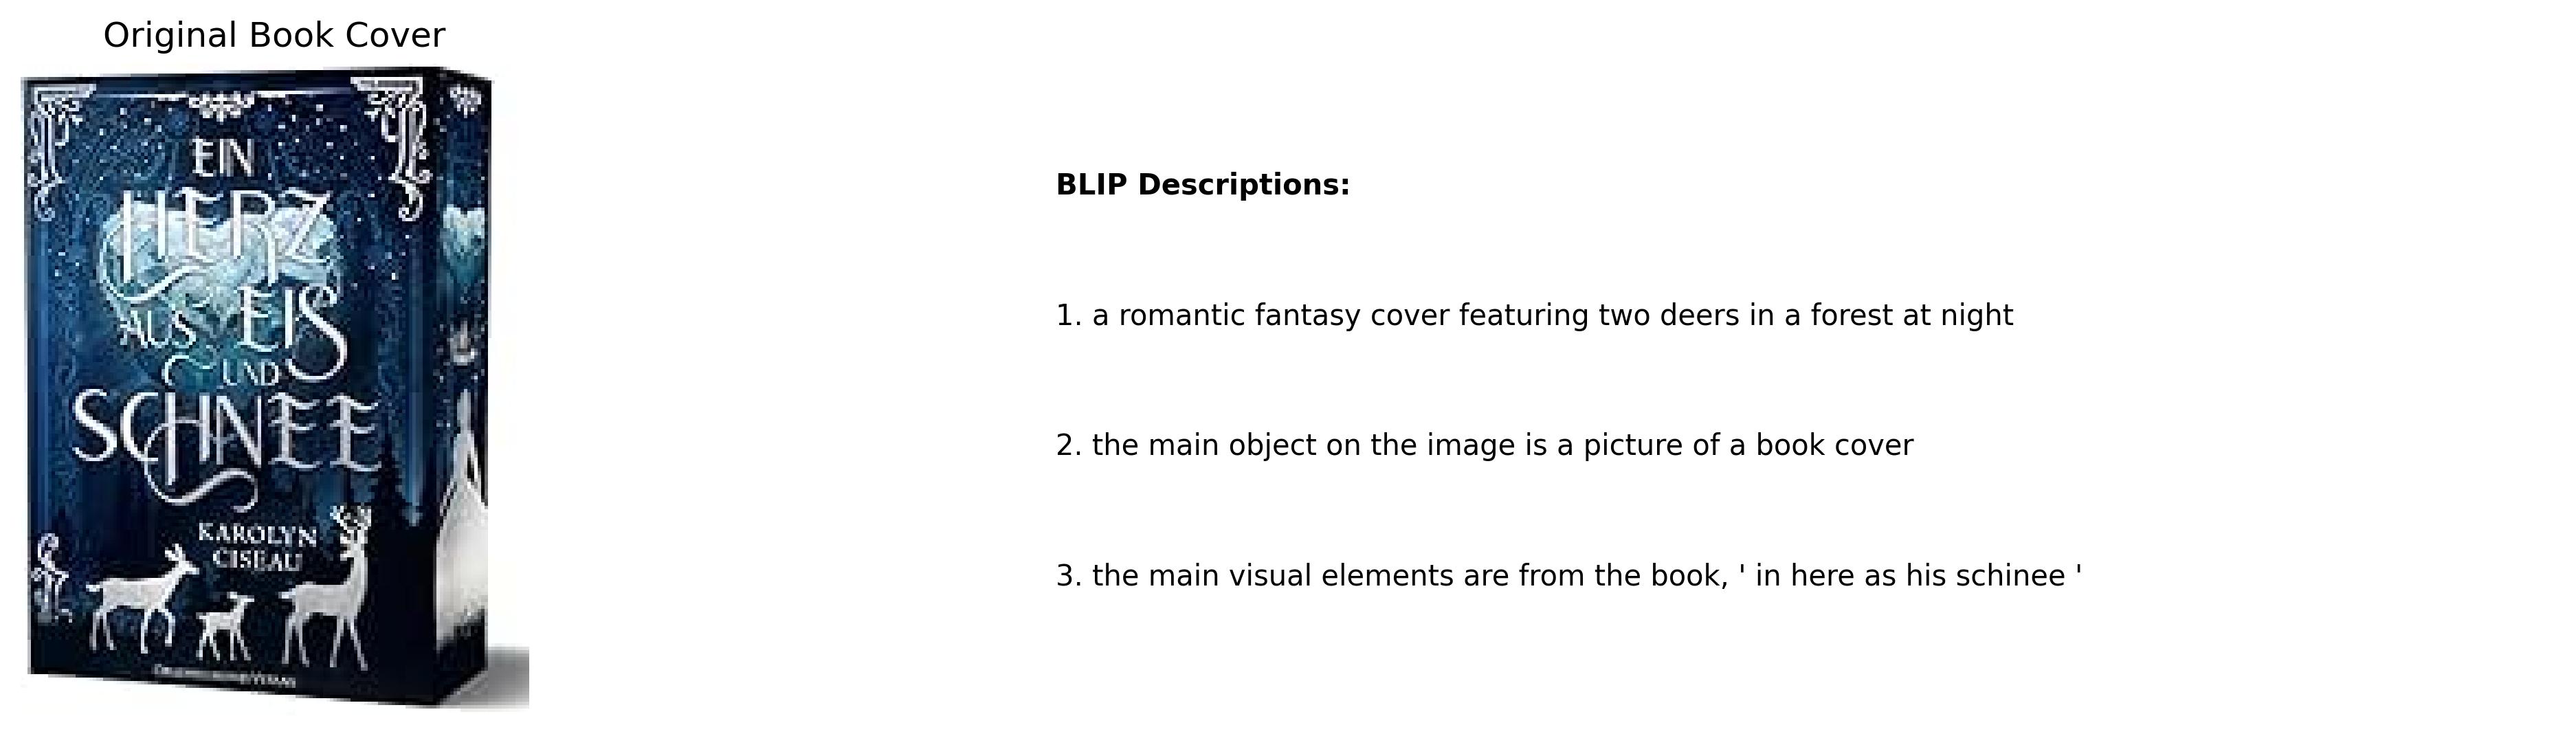 Original Book Cover
EIN
HERZ
AUS EIS
UND
SCHNEE
KAROLYN
CISEAU
BLIP Descriptions:
1. a romantic fantasy cover featuring two deers in a forest at night
2. the main object on the image is a picture of a book cover
3. the main visual elements are from the book, ' in here as his schinee '